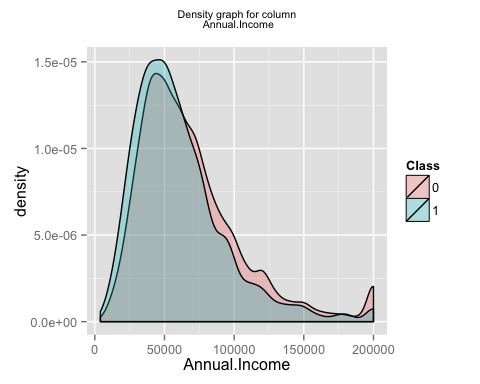 Density graph for column
Annual.Income
1.5e-05
1.0e-05
5.0e-06
0.0e+00
density
0
50000
100000
150000
200000
Annual.Income
Class
0
1